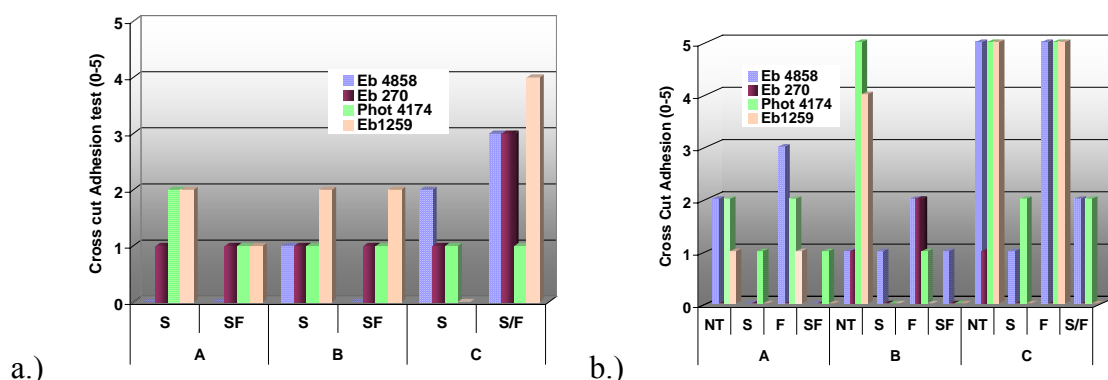 a.)
Cross cut Adhesion test (0-5)
5
4
3
2
1
0
Eb 4858
Eb 270
Phot 4174
Eb1259
S SF S SF S S/F
A B C
b.)
Cross Cut Adhesion (0-5)
5
4
3
2
1
0
Eb 4858
Eb 270
Phot 4174
Eb1259
NT S F SF NT S F SF NT S F S/F
A B C